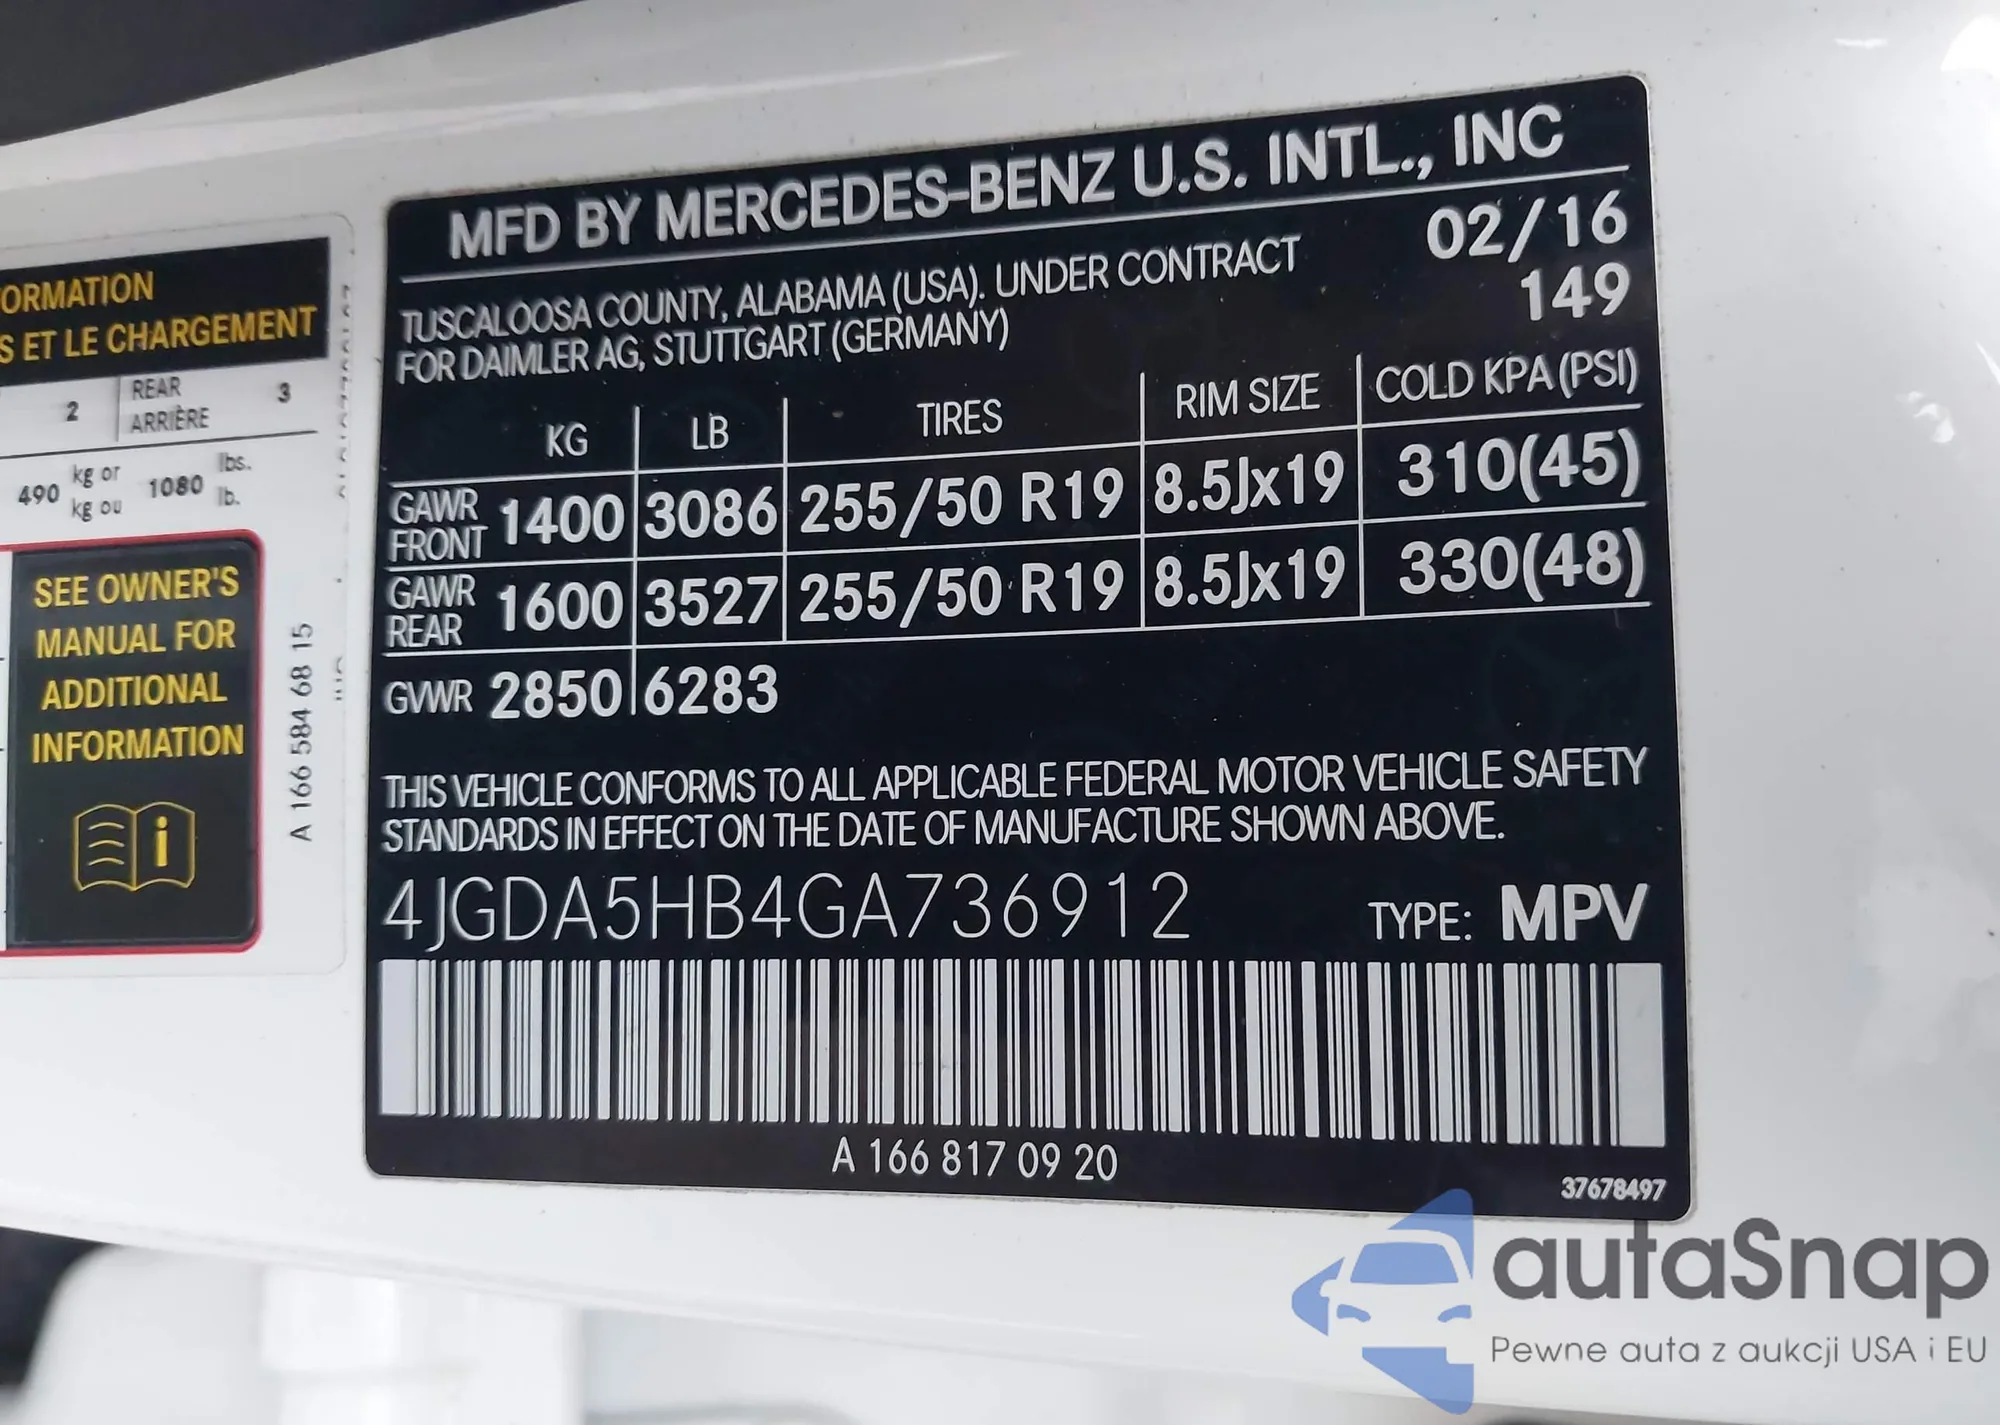 ORMATION
S ET LE CHARGEMENT
2 REAR 3
ARRIÈRE
490 kg or 1080 lbs.
kg ou lb.
SEE OWNER'S
MANUAL FOR
ADDITIONAL
INFORMATION
A 166 584 68 15
MFD BY MERCEDES-BENZ U.S. INTL., INC
TUSCALOOSA COUNTY, ALABAMA (USA). UNDER CONTRACT 02/16
FOR DAIMLER AG, STUTTGART (GERMANY) 149
KG LB TIRES RIM SIZE COLD KPA (PSI)
GAWR FRONT 1400 3086 255/50 R19 8.5Jx19 310(45)
GAWR REAR 1600 3527 255/50 R19 8.5Jx19 330(48)
GVWR 2850 6283
THIS VEHICLE CONFORMS TO ALL APPLICABLE FEDERAL MOTOR VEHICLE SAFETY
STANDARDS IN EFFECT ON THE DATE OF MANUFACTURE SHOWN ABOVE.
4JGDA5HB4GA736912 TYPE: MPV
A 166 817 09 20
37678497
autaSnap
Pewne auta z aukcji USA i EU